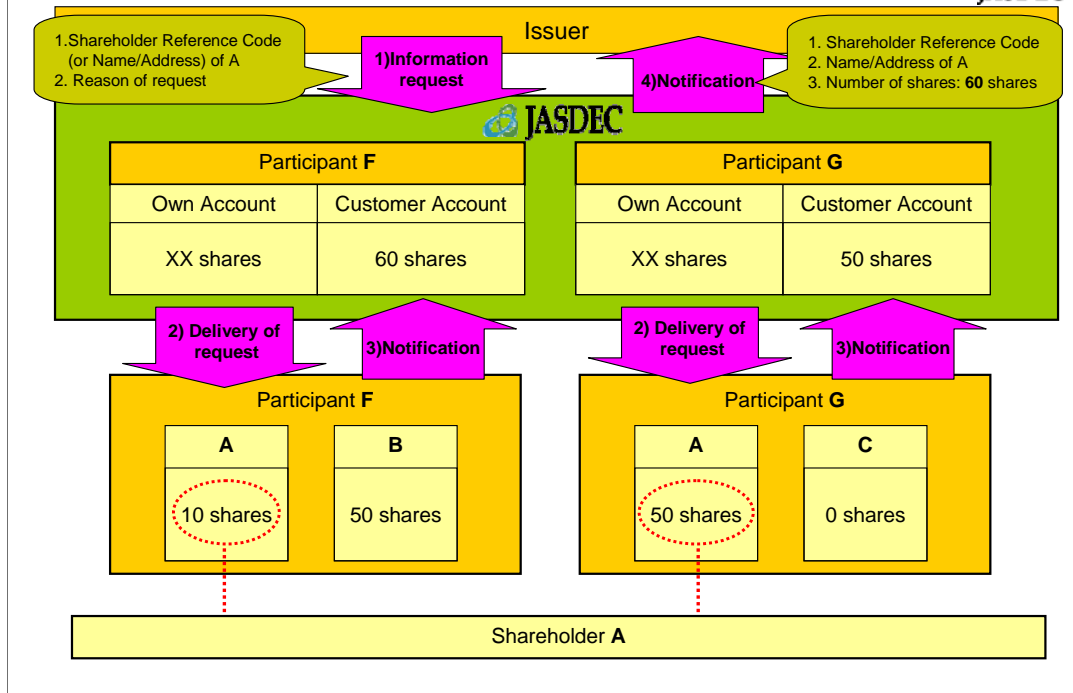 Issuer
1.Shareholder Reference Code
(or Name/Address) of A
2. Reason of request
1)Information
request
4)Notification
1. Shareholder Reference Code
2. Name/Address of A
3. Number of shares: 60 shares
JASDEC
Participant F
Own Account
Customer Account
XX shares
60 shares
Participant G
Own Account
Customer Account
XX shares
50 shares
2) Delivery of
request
3)Notification
2) Delivery of
request
3)Notification
Participant F
A
B
10 shares
50 shares
Participant G
A
C
50 shares
0 shares
Shareholder A